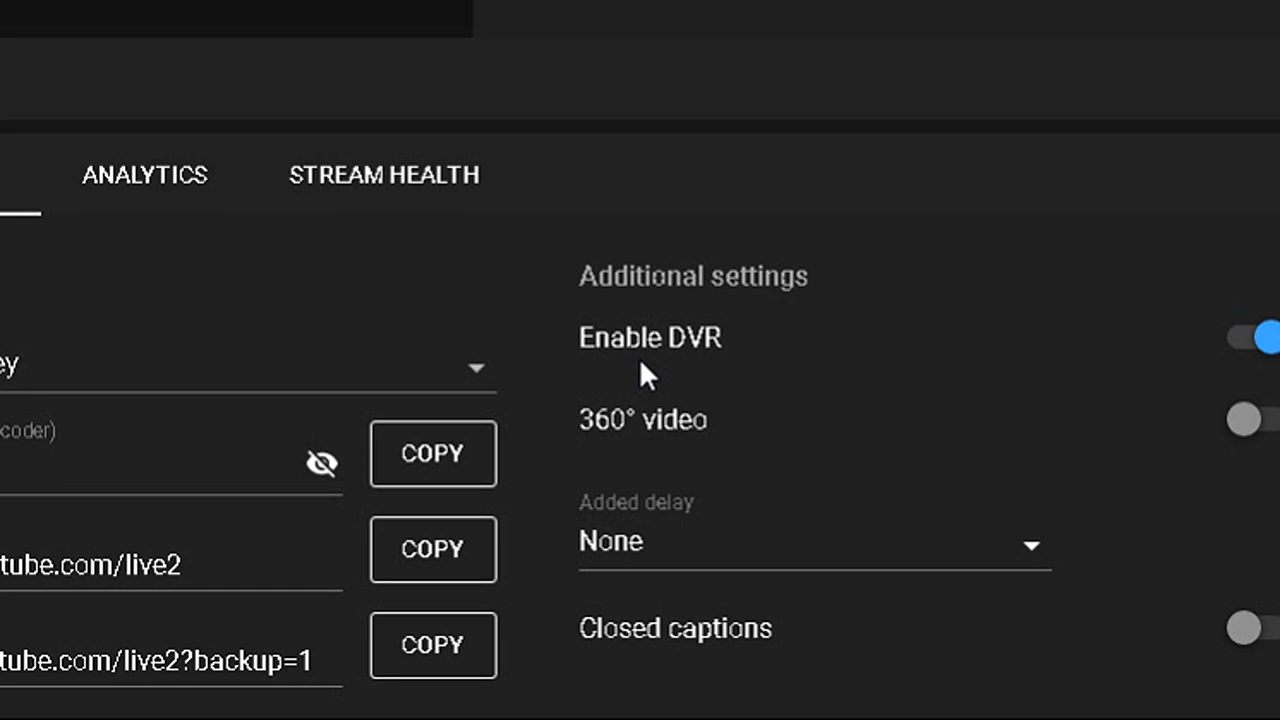 ANALYTICS
STREAM HEALTH
Additional settings
Enable DVR
ey
360° video
coder)
COPY
Added delay
None
tube.com/live2
COPY
Closed captions
tube.com/live2?backup=1
COPY